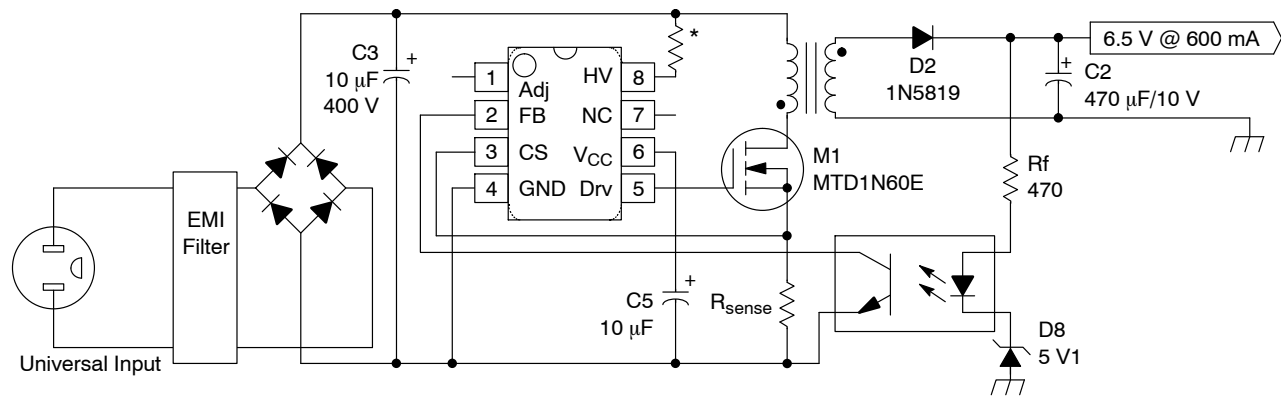 C3
10 μF
400 V
+
*
1
Adj
HV
8
2
FB
NC
7
3
CS
VCC
6
4
GND
Drv
5
M1
MTD1N60E
D2
1N5819
6.5 V @ 600 mA
+
C2
470 μF/10 V
Rf
470
EMI
Filter
Universal Input
+
C5
10 μF
Rsense
D8
5 V1